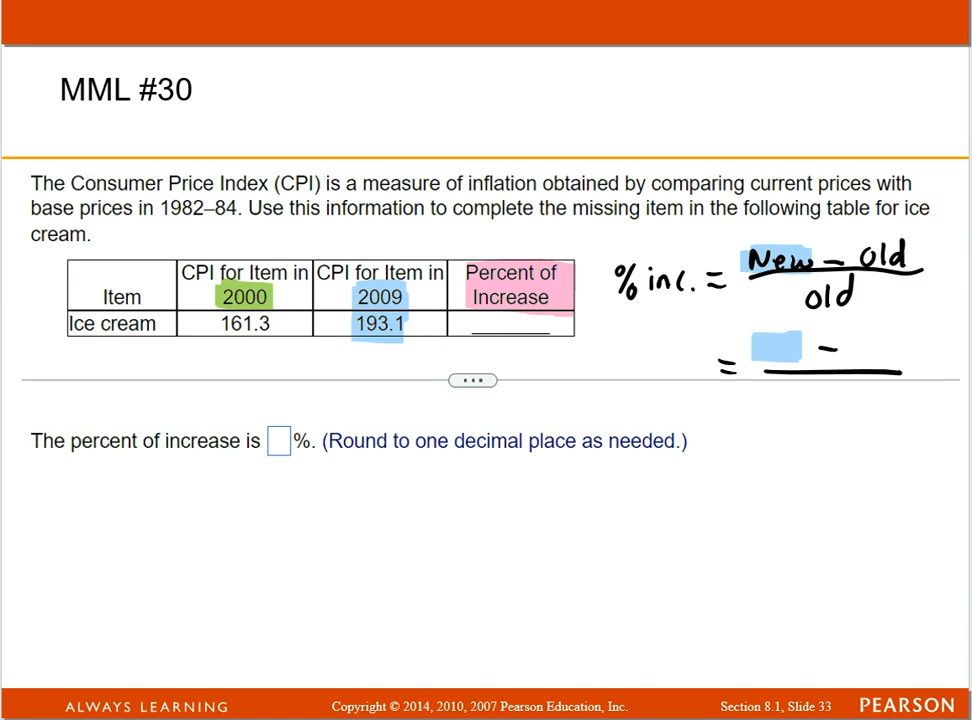 MML #30
The Consumer Price Index (CPI) is a measure of inflation obtained by comparing current prices with
base prices in 1982–84. Use this information to complete the missing item in the following table for ice
cream.
Item CPI for Item in 2000 CPI for Item in 2009 Percent of Increase
Ice cream 161.3 193.1
% inc. = New - old
old
= -
The percent of increase is %. (Round to one decimal place as needed.)
ALWAYS LEARNING Copyright © 2014, 2010, 2007 Pearson Education, Inc. Section 8.1, Slide 33 PEARSON